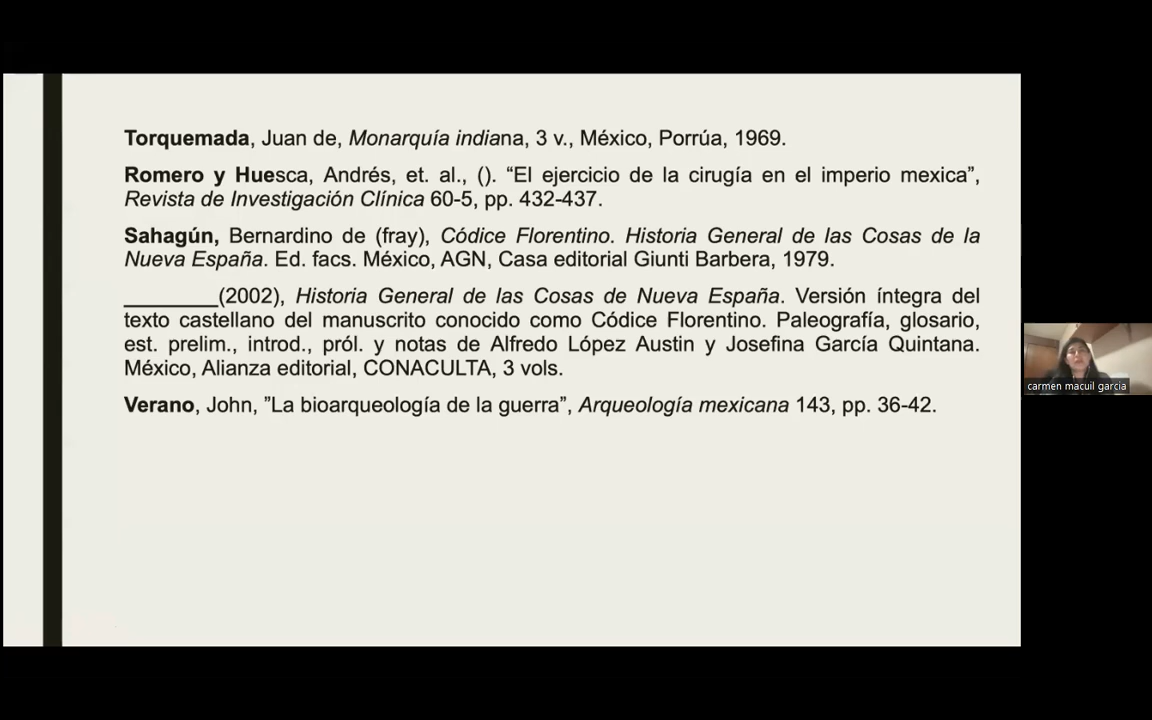 Torquemada, Juan de, Monarquía indiana, 3 v., México, Porrúa, 1969.
Romero y Huesca, Andrés, et. al., (). “El ejercicio de la cirugía en el imperio mexica”,
Revista de Investigación Clínica 60-5, pp. 432-437.
Sahagún, Bernardino de (fray), Códice Florentino. Historia General de las Cosas de la
Nueva España. Ed. facs. México, AGN, Casa editorial Giunti Barbera, 1979.
________(2002), Historia General de las Cosas de Nueva España. Versión íntegra del
texto castellano del manuscrito conocido como Códice Florentino. Paleografía, glosario,
est. prelim., introd., pról. y notas de Alfredo López Austin y Josefina García Quintana.
México, Alianza editorial, CONACULTA, 3 vols.
Verano, John, ”La bioarqueología de la guerra”, Arqueología mexicana 143, pp. 36-42.
carmen macuil garcia